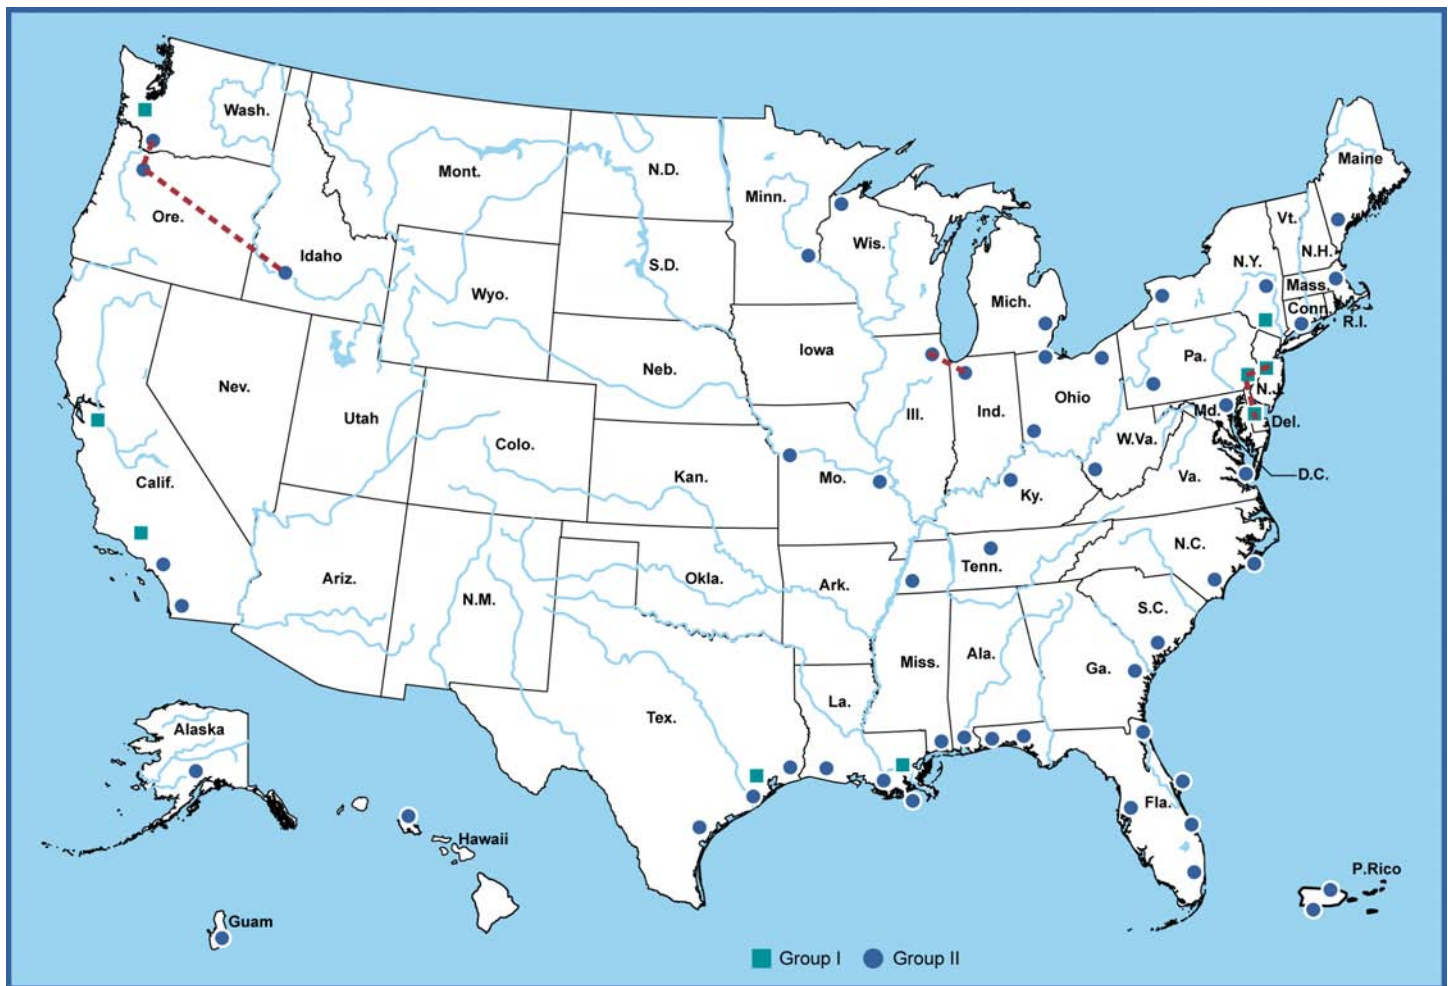 Wash.
Maine
Mont.
N.D.
Minn.
Vt.
Ore.
Wis.
N.H.
Idaho
N.Y.
S.D.
Mass.
Wyo.
Mich.
Conn.
R.I.
Iowa
Pa.
Neb.
Nev.
N.J.
Ohio
Utah
Ill.
Ind.
Md.
Del.
Colo.
W.Va.
Calif.
Kan.
Mo.
Va.
D.C.
Ky.
N.C.
Ariz.
Okla.
Ark.
Tenn.
N.M.
S.C.
Miss.
Ala.
Ga.
La.
Tex.
Alaska
Fla.
Hawaii
P.Rico
Guam
Group I
Group II